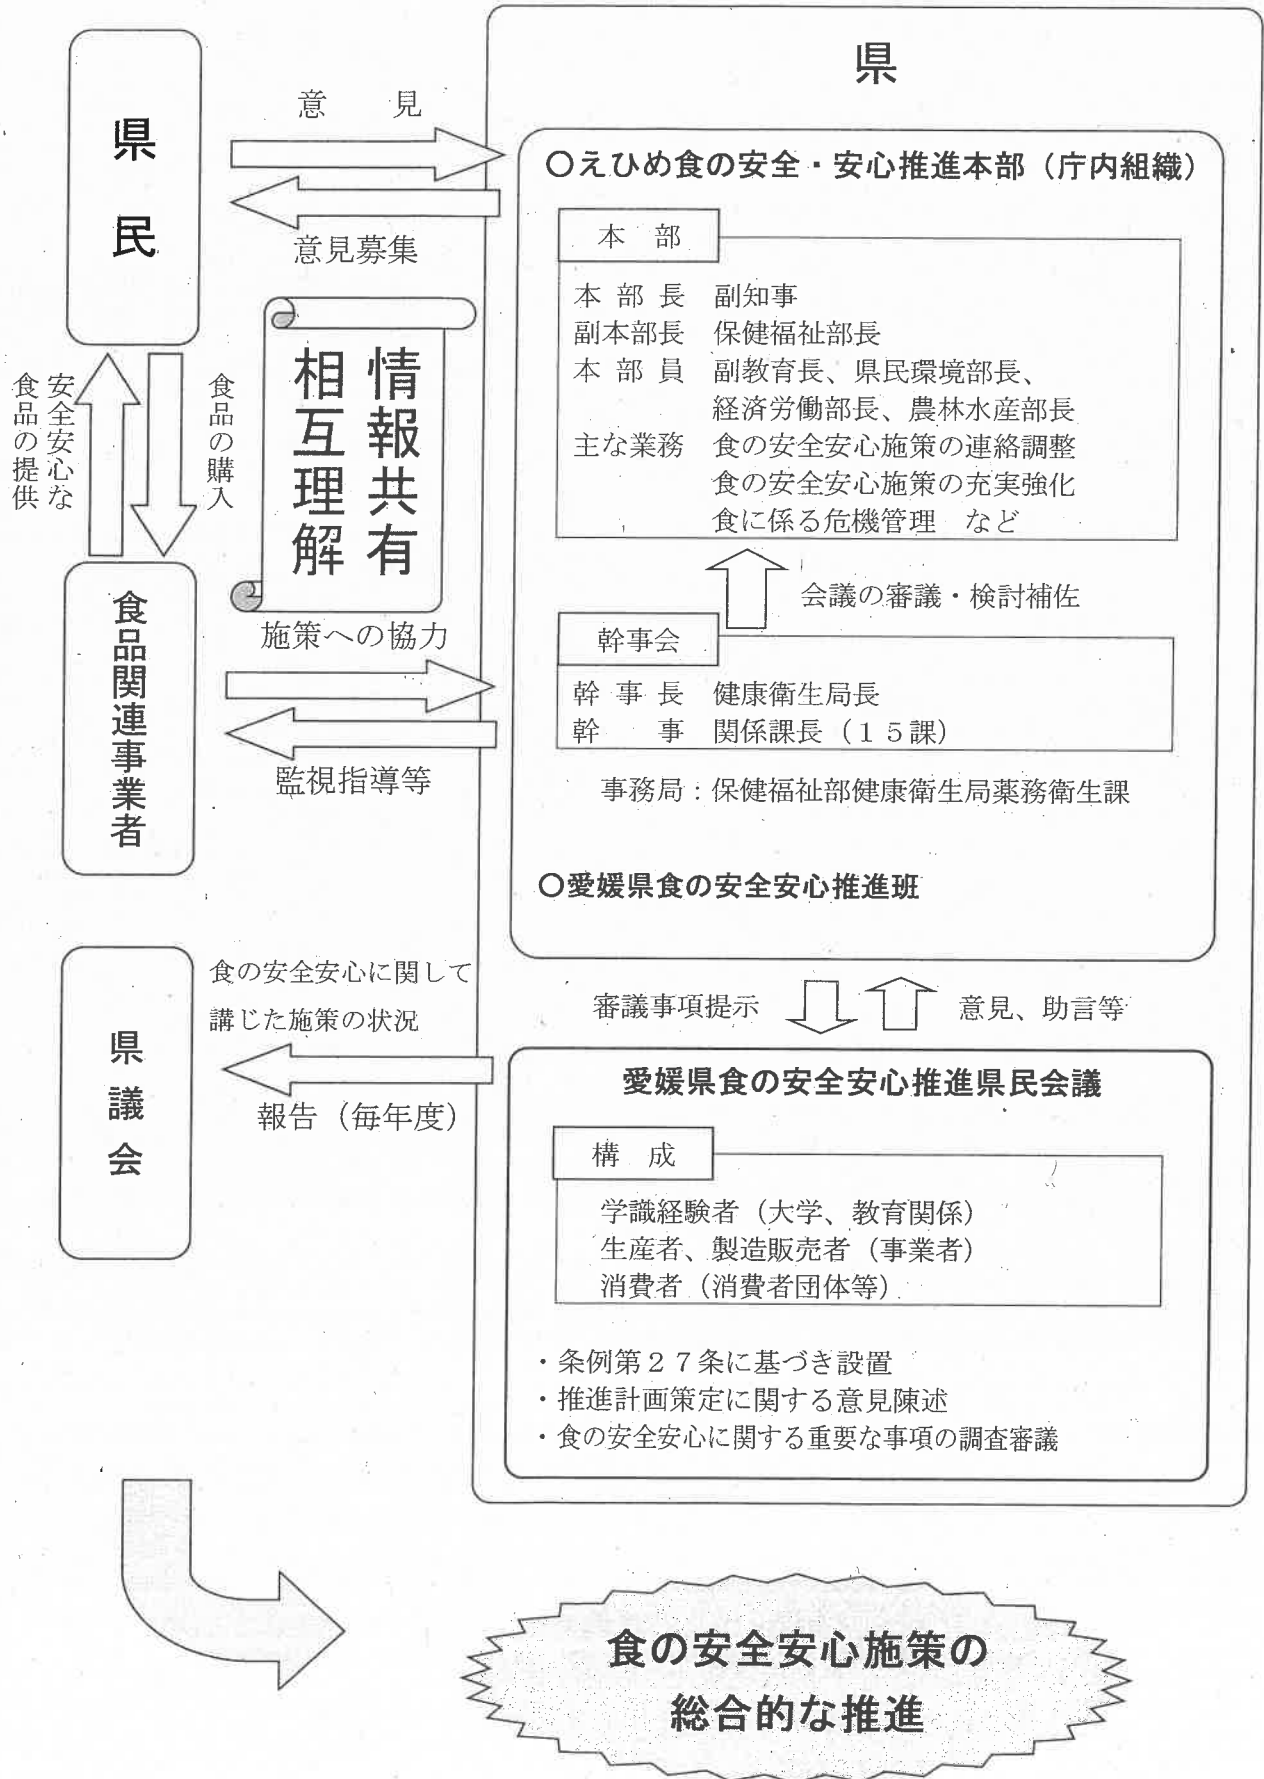 県
県民
意　見
意見募集
〇えひめ食の安全・安心推進本部（庁内組織）
本　部
本 部 長　副知事
副本部長　保健福祉部長
本 部 員　副教育長、県民環境部長、
経済労働部長、農林水産部長
主な業務　食の安全安心施策の連絡調整
食の安全安心施策の充実強化
食に係る危機管理　など
情報共有
相互理解
安全安心な
食品の提供
食品の購入
会議の審議・検討補佐
食品関連事業者
施策への協力
監視指導等
幹事会
幹 事 長　健康衛生局長
幹　　事　関係課長（１５課）
事務局：保健福祉部健康衛生局薬務衛生課
〇愛媛県食の安全安心推進班
県議会
食の安全安心に関して
講じた施策の状況
報告（毎年度）
審議事項提示
意見、助言等
愛媛県食の安全安心推進県民会議
構　成
学識経験者（大学、教育関係）
生産者、製造販売者（事業者）
消費者（消費者団体等）
・条例第２７条に基づき設置
・推進計画策定に関する意見陳述
・食の安全安心に関する重要な事項の調査審議
食の安全安心施策の
総合的な推進